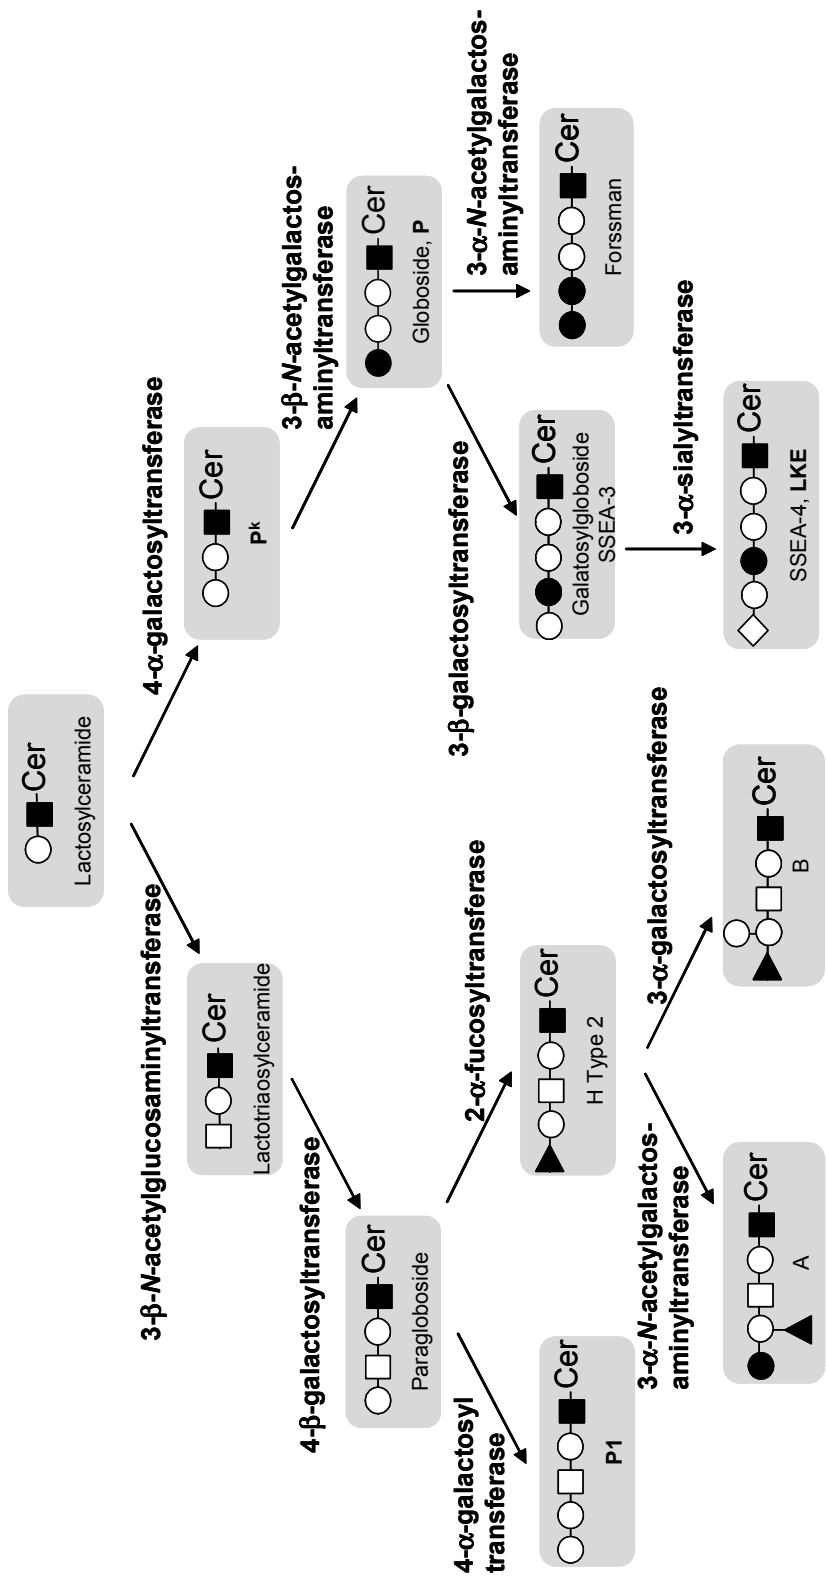 Cer
Lactosylceramide
3-β-N-acetylglucosaminyltransferase
4-α-galactosyltransferase
Cer
Lactotriaosylceramide
Cer
Pk
4-β-galactosyltransferase
3-β-N-acetylgalactos-
aminyltransferase
Cer
Paragloboside
Cer
Globoside, P
4-α-galactosyl
transferase
2-α-fucosyltransferase
3-β-galactosyltransferase
3-α-N-acetylgalactos-
aminyltransferase
Cer
P1
Cer
H Type 2
Cer
Galatosylgloboside
SSEA-3
Cer
Forssman
3-α-N-acetylgalactos-
aminyltransferase
3-α-galactosyltransferase
3-α-sialyltransferase
Cer
A
Cer
B
Cer
SSEA-4, LKE